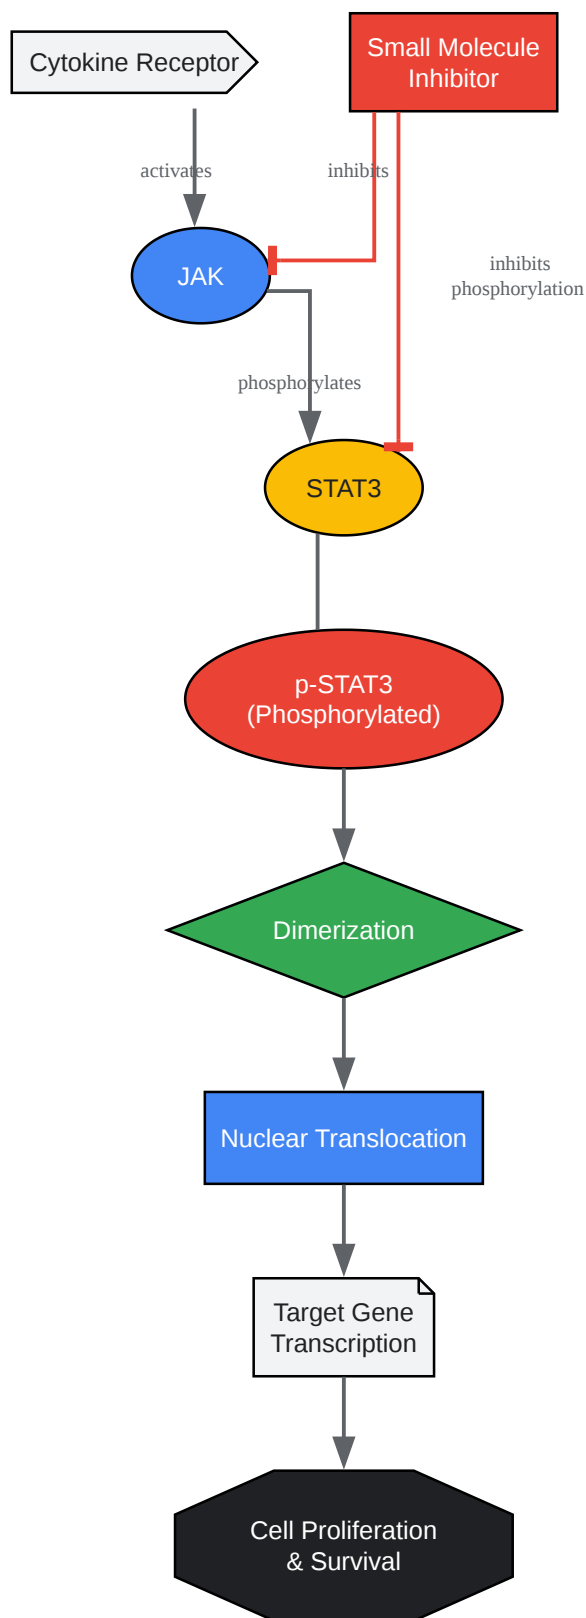 Cytokine Receptor
Small Molecule
Inhibitor
activates
inhibits
inhibits
phosphorylation
JAK
phosphorylates
STAT3
p-STAT3
(Phosphorylated)
Dimerization
Nuclear Translocation
Target Gene
Transcription
Cell Proliferation
& Survival